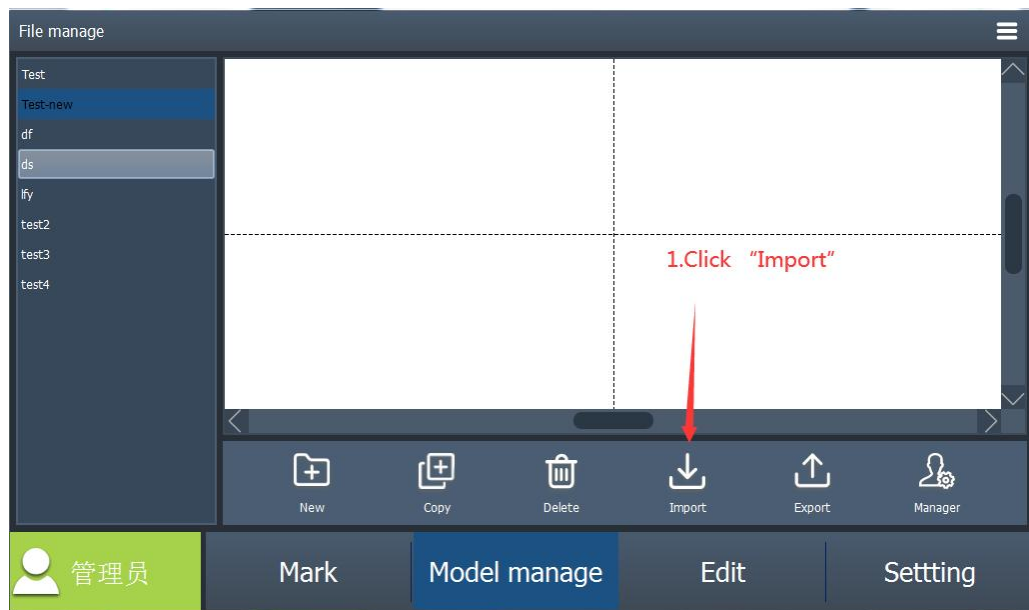 File manage
Test
Test-new
df
ds
lfy
test2
test3
test4
1.Click “Import”
New
Copy
Delete
Import
Export
Manager
管理员
Mark
Model manage
Edit
Settting